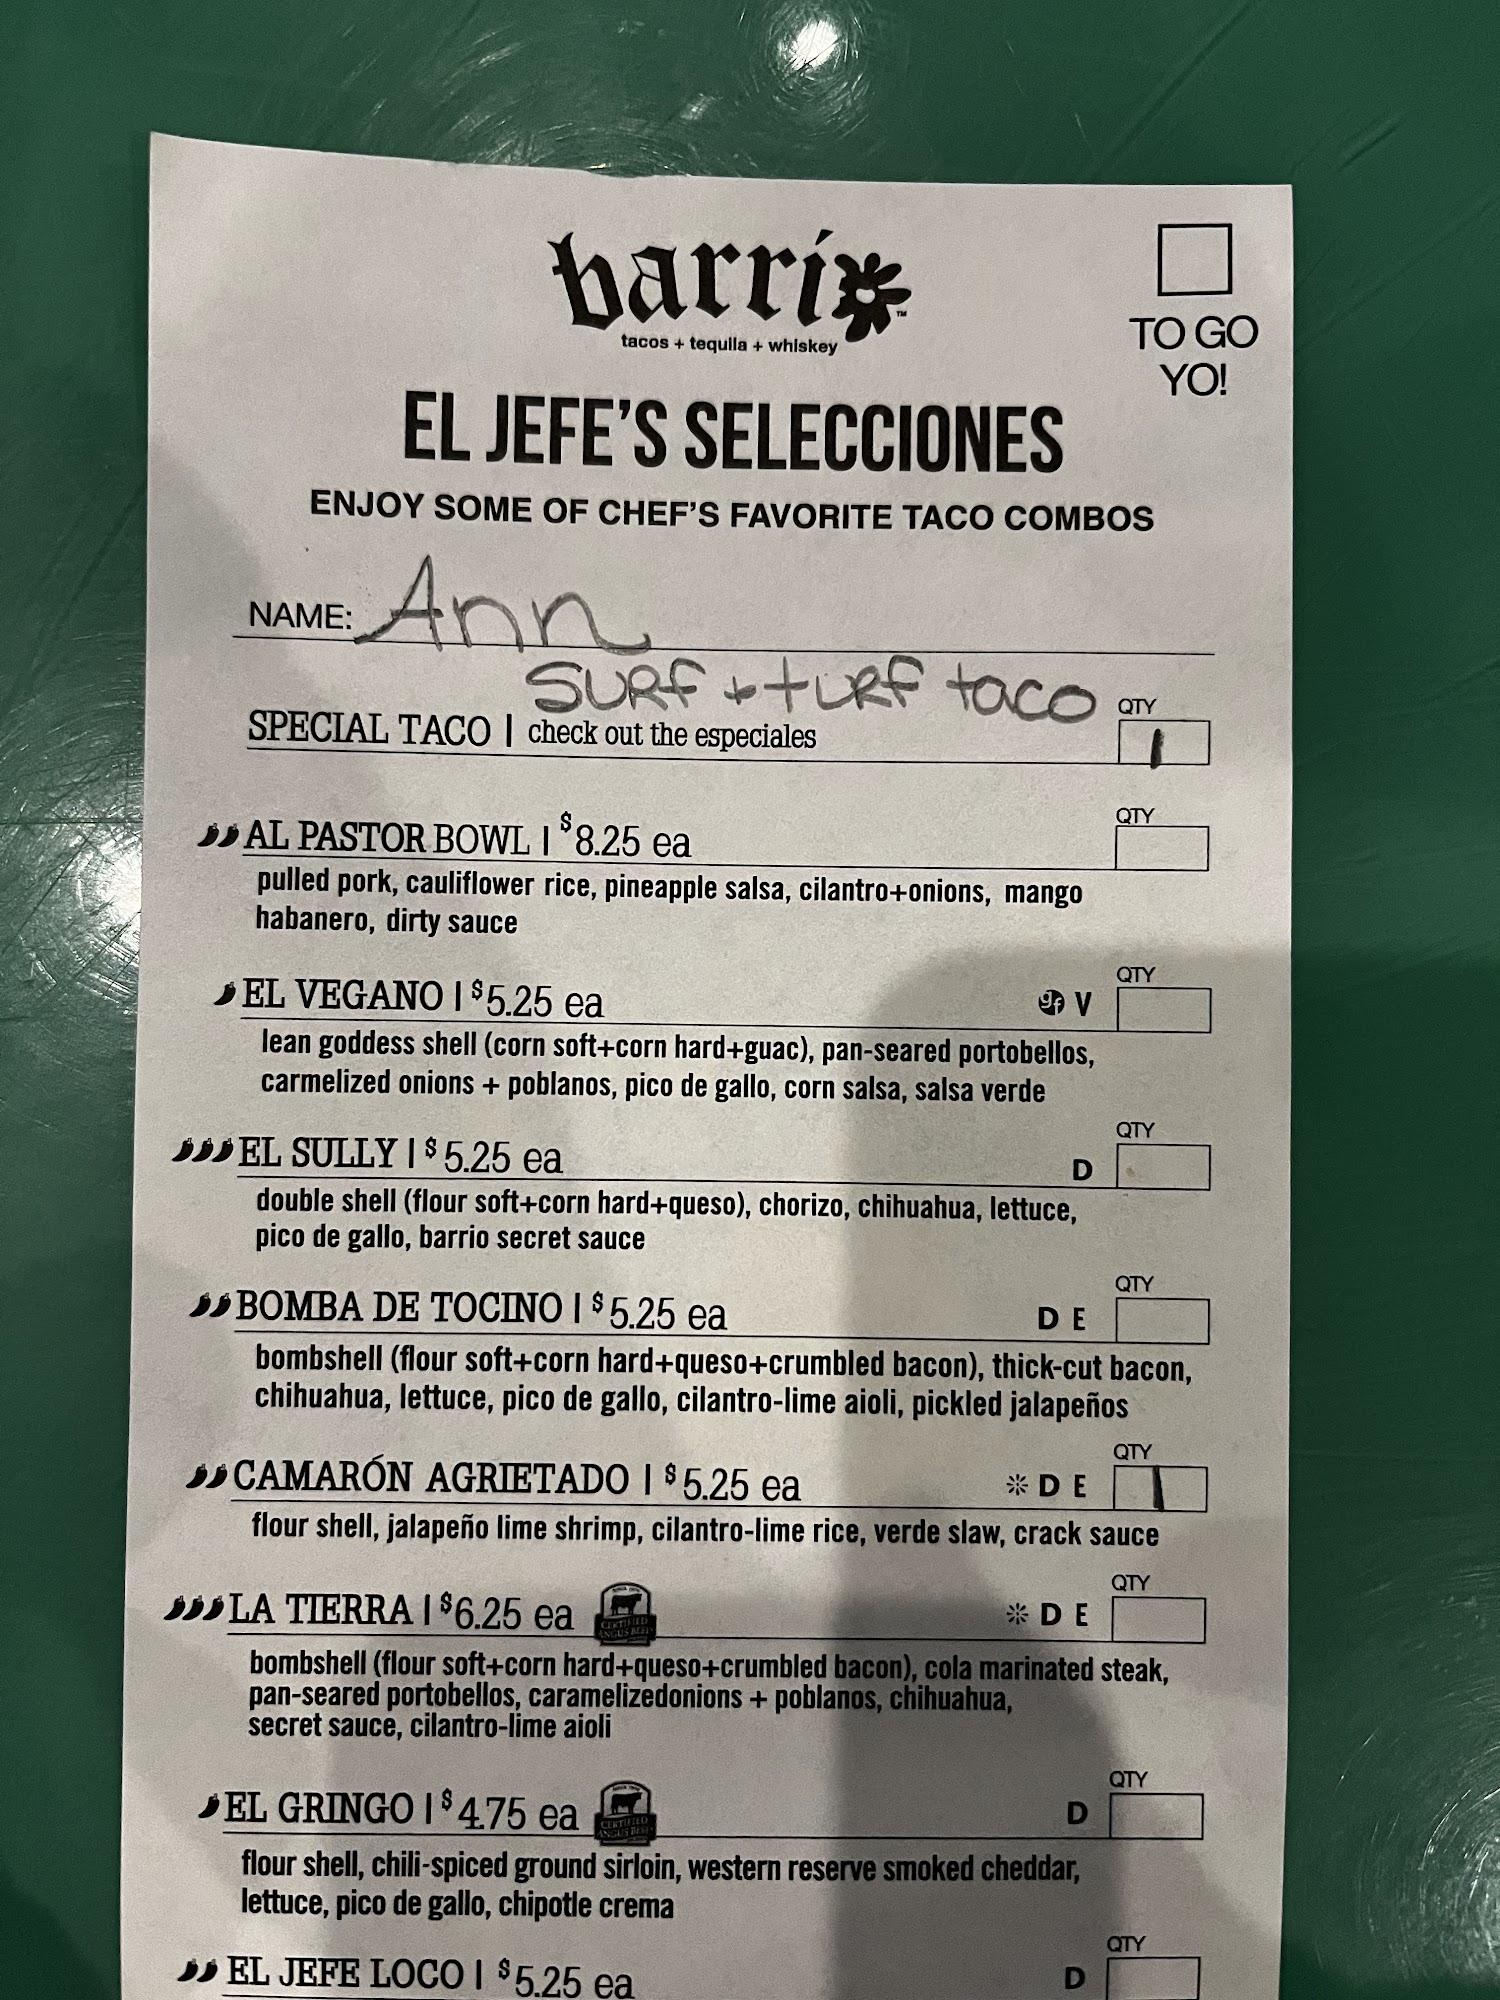 barrio™
tacos + tequila + whiskey
TO GO
YO!
EL JEFE'S SELECCIONES
ENJOY SOME OF CHEF'S FAVORITE TACO COMBOS
NAME: Ann
surf + turf taco
SPECIAL TACO | check out the especiales QTY 1
AL PASTOR BOWL | $8.25 ea QTY
pulled pork, cauliflower rice, pineapple salsa, cilantro+onions, mango
habanero, dirty sauce
EL VEGANO | $5.25 ea gf V QTY
lean goddess shell (corn soft+corn hard+guac), pan-seared portobellos,
carmelized onions + poblanos, pico de gallo, corn salsa, salsa verde
EL SULLY | $5.25 ea D QTY
double shell (flour soft+corn hard+queso), chorizo, chihuahua, lettuce,
pico de gallo, barrio secret sauce
BOMBA DE TOCINO | $5.25 ea D E QTY
bombshell (flour soft+corn hard+queso+crumbled bacon), thick-cut bacon,
chihuahua, lettuce, pico de gallo, cilantro-lime aioli, pickled jalapeños
CAMARÓN AGRIETADO | $5.25 ea * D E QTY 1
flour shell, jalapeño lime shrimp, cilantro-lime rice, verde slaw, crack sauce
LA TIERRA | $6.25 ea CERTIFIED ANGUS BEEF * D E QTY
bombshell (flour soft+corn hard+queso+crumbled bacon), cola marinated steak,
pan-seared portobellos, caramelizedonions + poblanos, chihuahua,
secret sauce, cilantro-lime aioli
EL GRINGO | $4.75 ea CERTIFIED ANGUS BEEF D QTY
flour shell, chili-spiced ground sirloin, western reserve smoked cheddar,
lettuce, pico de gallo, chipotle crema
EL JEFE LOCO | $5.25 ea D QTY